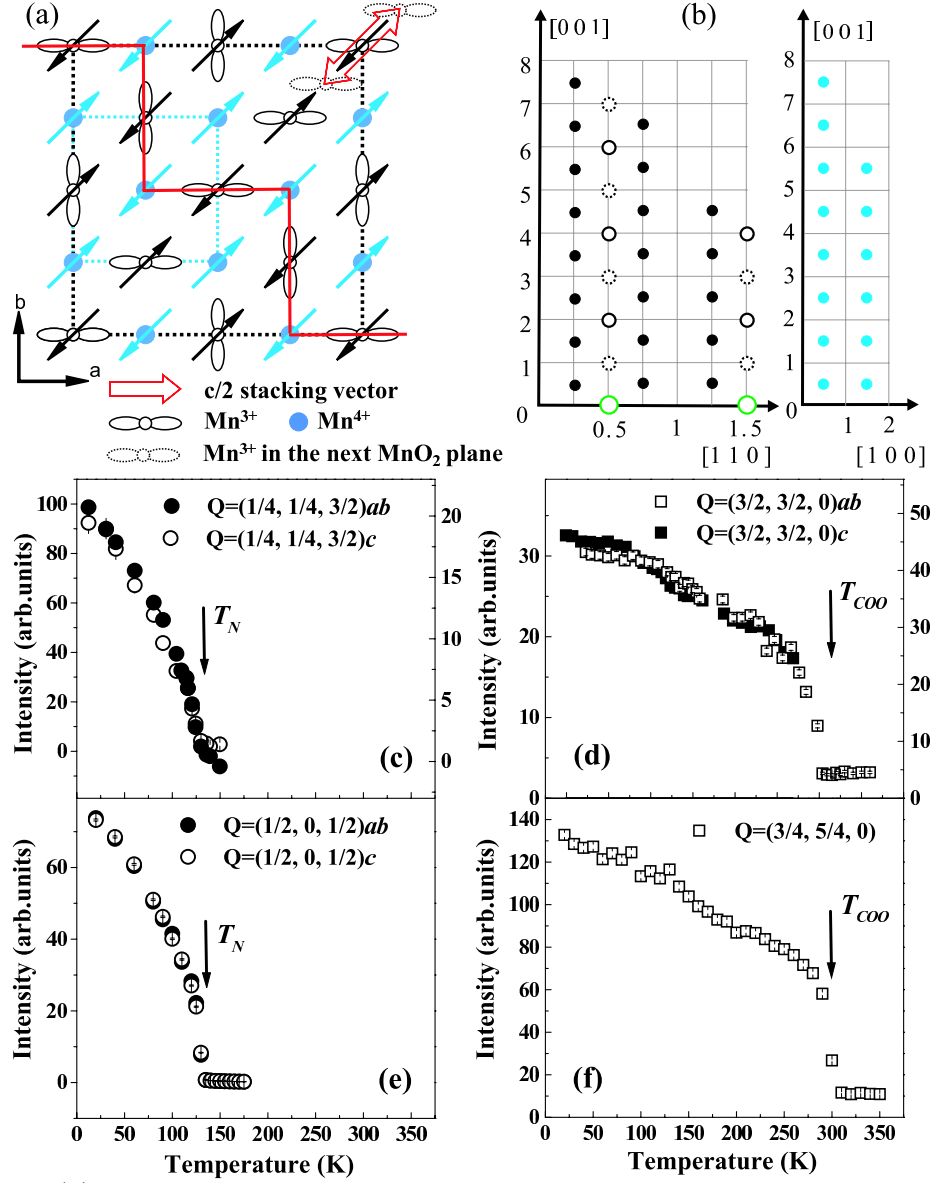 (a)
b
a
c/2 stacking vector
Mn3+ Mn4+
Mn3+ in the next MnO2 plane
(b)
[0 0 1]
8
7
6
5
4
3
2
1
0
0.5 1 1.5
[1 1 0]
[0 0 1]
8
7
6
5
4
3
2
1
0
1 2
[1 0 0]
Intensity (arb.units)
100
80
60
40
20
0
Q=(1/4, 1/4, 3/2)ab
Q=(1/4, 1/4, 3/2)c
TN
(c)
20
15
10
5
0
Intensity (arb.units)
30
20
10
0
Q=(3/2, 3/2, 0)ab
Q=(3/2, 3/2, 0)c
TCOO
(d)
50
40
30
20
10
0
Intensity (arb.units)
60
40
20
0
Q=(1/2, 0, 1/2)ab
Q=(1/2, 0, 1/2)c
TN
(e)
0 50 100 150 200 250 300 350
Temperature (K)
Intensity (arb.units)
140
120
100
80
60
40
20
0
Q=(3/4, 5/4, 0)
TCOO
(f)
0 50 100 150 200 250 300 350
Temperature (K)